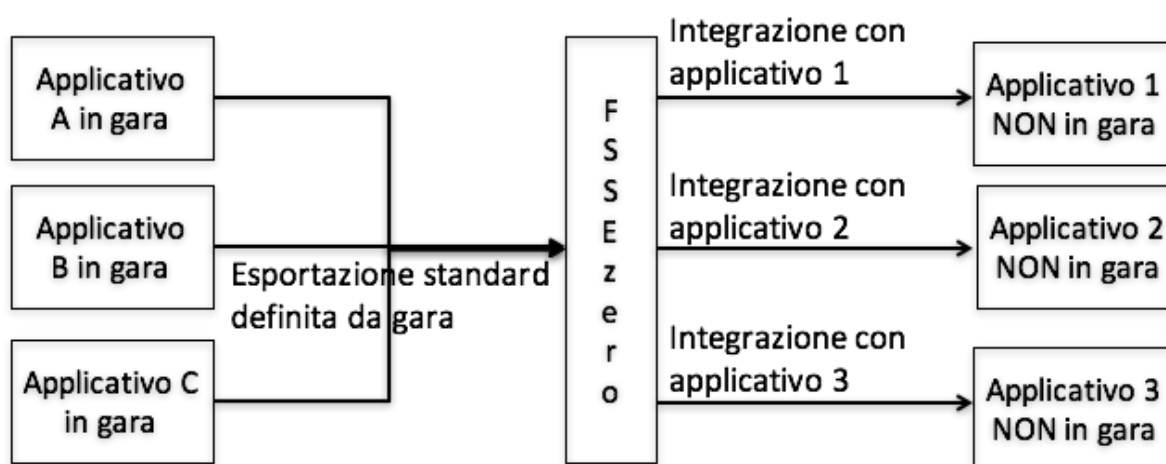 Applicativo
A in gara
Applicativo
B in gara
Applicativo C
in gara
Esportazione standard
definita da gara
F
S
S
E
z
e
r
o
Integrazione con
applicativo 1
Integrazione con
applicativo 2
Integrazione con
applicativo 3
Applicativo 1
NON in gara
Applicativo 2
NON in gara
Applicativo 3
NON in gara